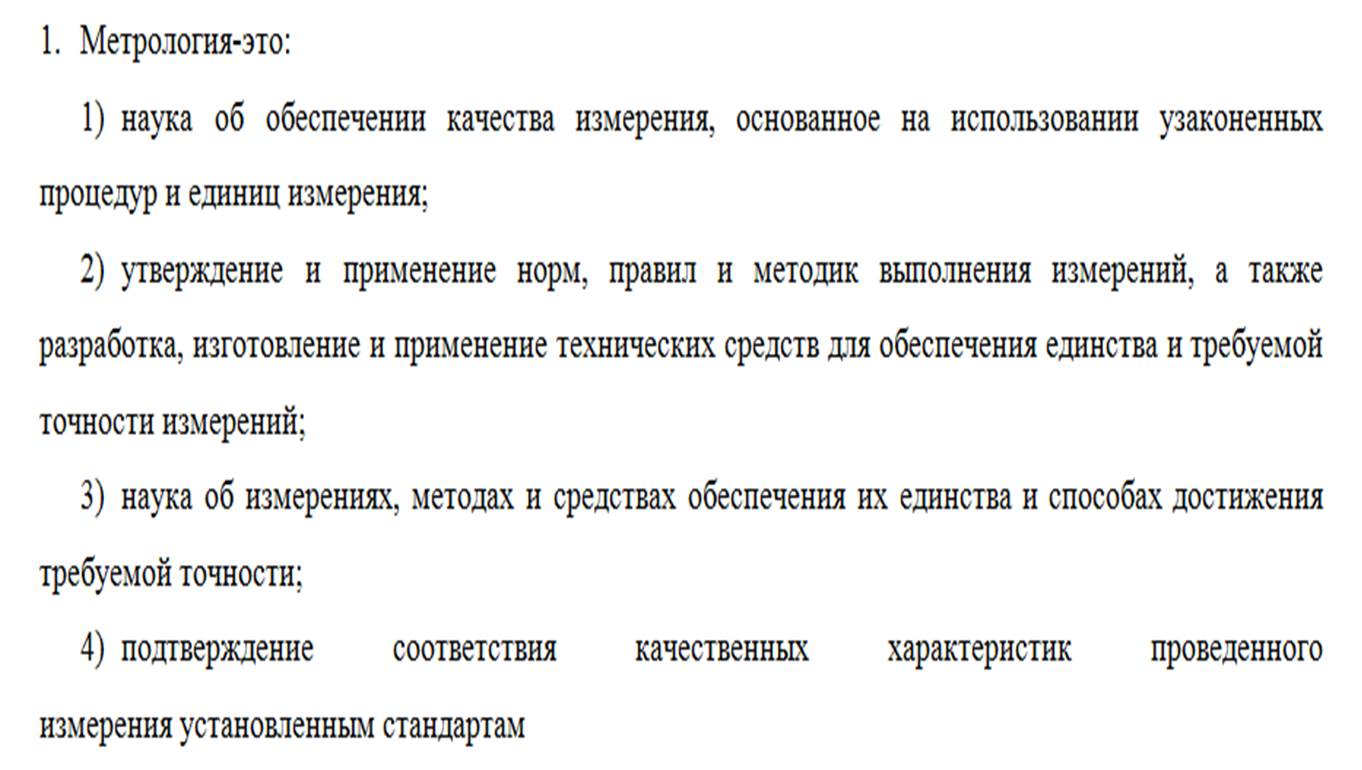 1. Метрология-это:
1) наука об обеспечении качества измерения, основанное на использовании узаконенных
процедур и единиц измерения;
2) утверждение и применение норм, правил и методик выполнения измерений, а также
разработка, изготовление и применение технических средств для обеспечения единства и требуемой
точности измерений;
3) наука об измерениях, методах и средствах обеспечения их единства и способах достижения
требуемой точности;
4) подтверждение соответствия качественных характеристик проведенного
измерения установленным стандартам